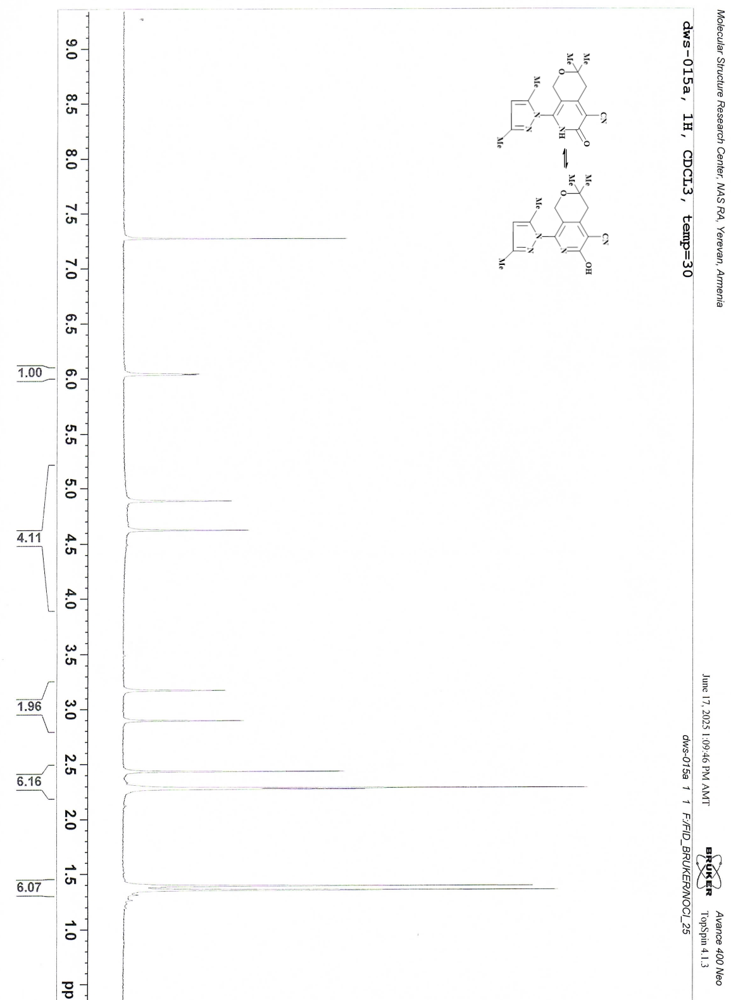 Molecular Structure Research Center, NAS RA, Yerevan, Armenia
June 17, 2025 1:09:46 PM AMT
BRUKER
Avance 400 Neo
TopSpin 4.1.3
dws-015a, 1H, CDCL3, temp=30
dws-015a 1 1 F:/FID_BRUKER/NOCI_25
Me
Me
O
CN
O
NH
N
N
Me
Me
Me
Me
O
CN
OH
N
N
N
Me
Me
9.0 8.5 8.0 7.5 7.0 6.5 6.0 5.5 5.0 4.5 4.0 3.5 3.0 2.5 2.0 1.5 1.0 pp
1.00 4.11 1.96 6.16 6.07